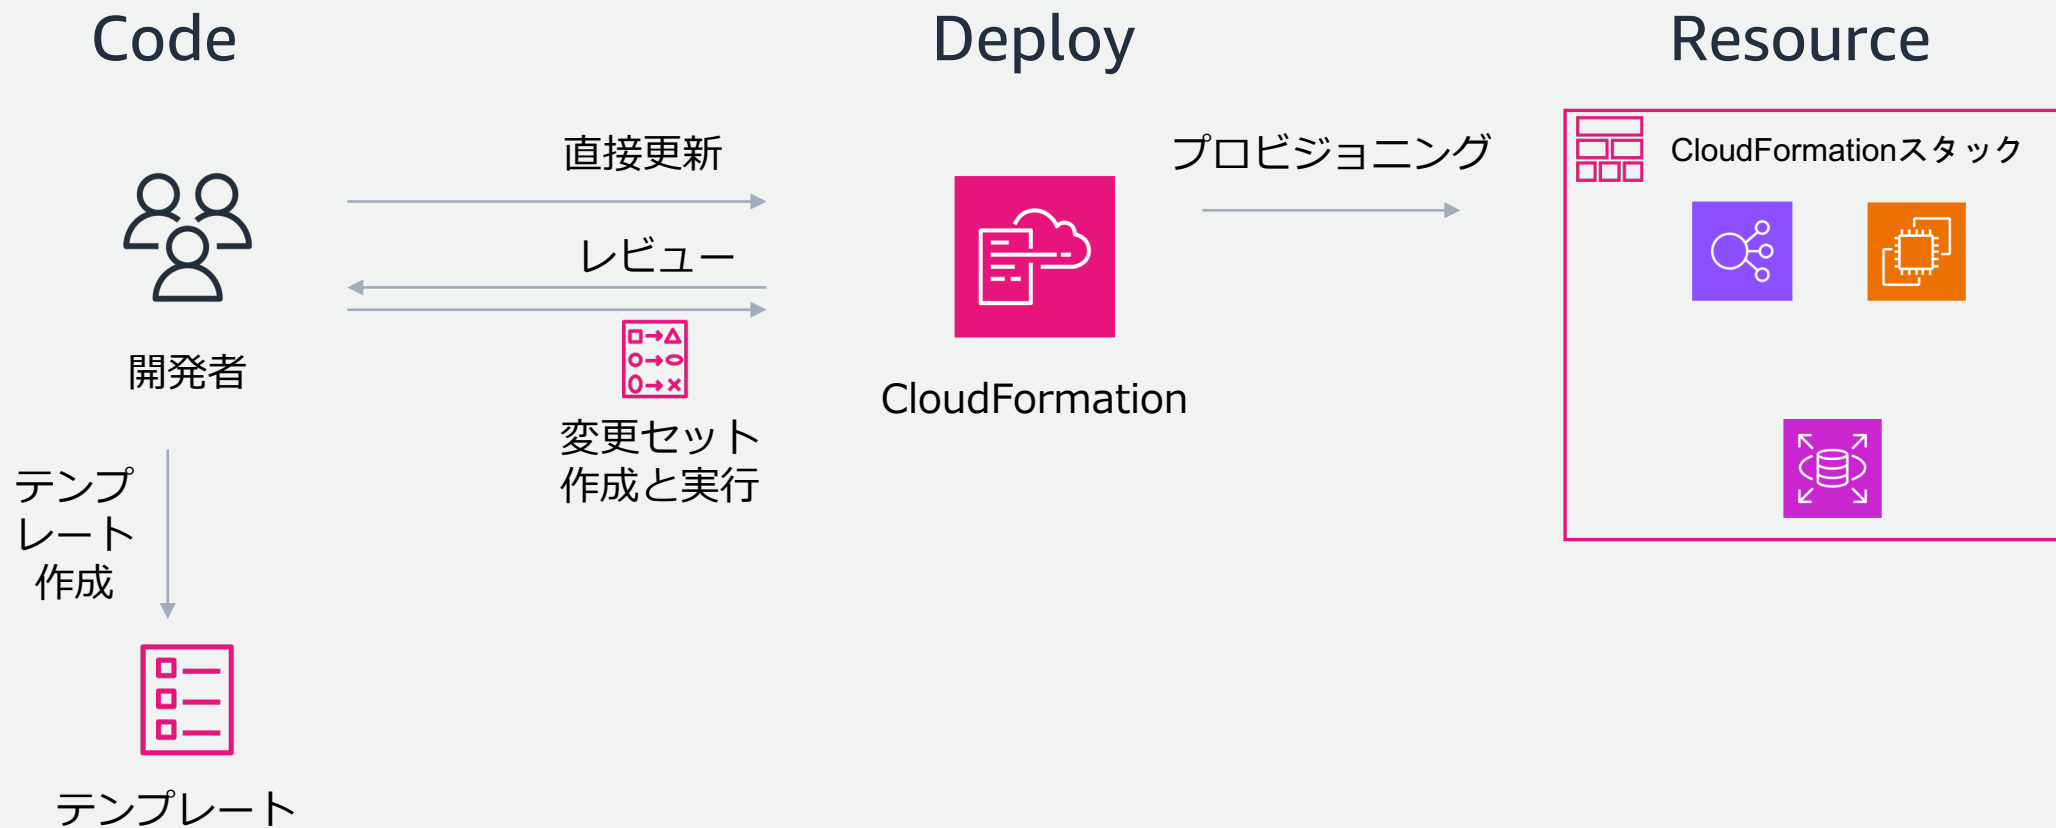 Code
Deploy
Resource
直接更新
プロビジョニング
CloudFormationスタック
レビュー
開発者
CloudFormation
変更セット
作成と実行
テンプ
レート
作成
テンプレート